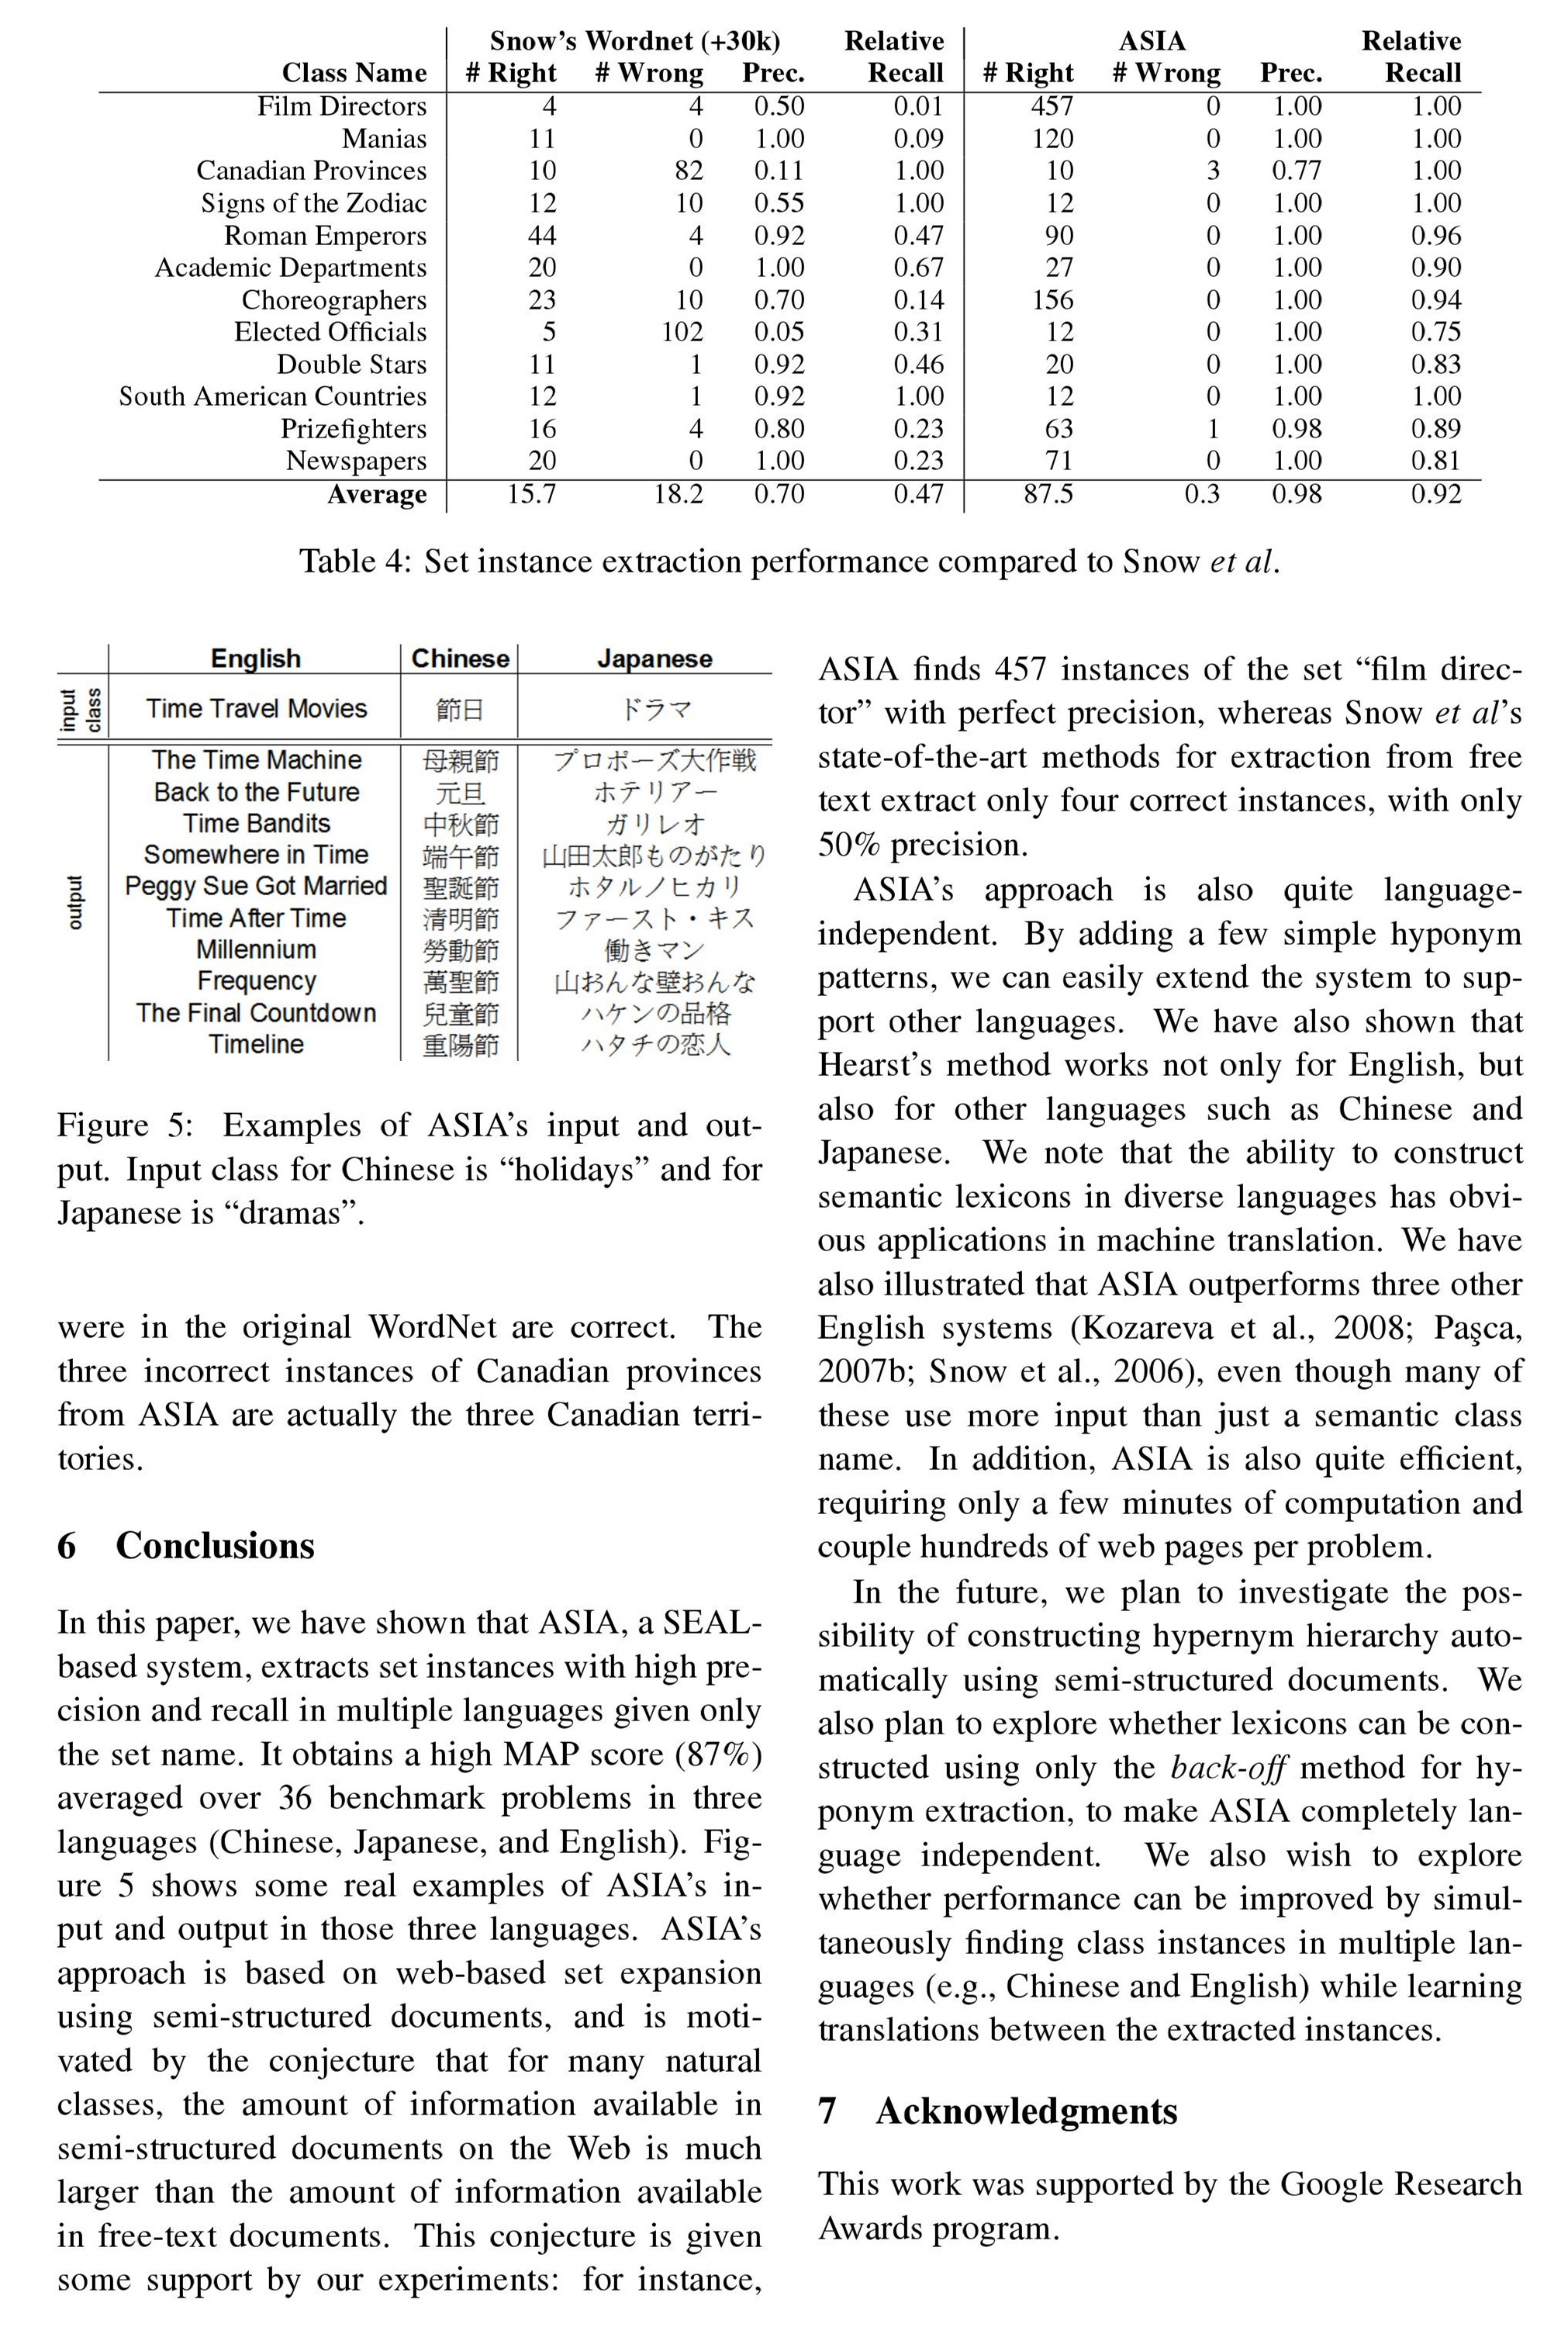 Snow's Wordnet (+30k) Relative ASIA Relative
Class Name # Right # Wrong Prec. Recall # Right # Wrong Prec. Recall
Film Directors 4 4 0.50 0.01 457 0 1.00 1.00
Manias 11 0 1.00 0.09 120 0 1.00 1.00
Canadian Provinces 10 82 0.11 1.00 10 3 0.77 1.00
Signs of the Zodiac 12 10 0.55 1.00 12 0 1.00 1.00
Roman Emperors 44 4 0.92 0.47 90 0 1.00 0.96
Academic Departments 20 0 1.00 0.67 27 0 1.00 0.90
Choreographers 23 10 0.70 0.14 156 0 1.00 0.94
Elected Officials 5 102 0.05 0.31 12 0 1.00 0.75
Double Stars 11 1 0.92 0.46 20 0 1.00 0.83
South American Countries 12 1 0.92 1.00 12 0 1.00 1.00
Prizefighters 16 4 0.80 0.23 63 1 0.98 0.89
Newspapers 20 0 1.00 0.23 71 0 1.00 0.81
Average 15.7 18.2 0.70 0.47 87.5 0.3 0.98 0.92
Table 4: Set instance extraction performance compared to Snow et al.
English Chinese Japanese
input class Time Travel Movies 節日 ドラマ
output
The Time Machine 母親節 プロポーズ大作戦
Back to the Future 元旦 ホテリアー
Time Bandits 中秋節 ガリレオ
Somewhere in Time 端午節 山田太郎ものがたり
Peggy Sue Got Married 聖誕節 ホタルノヒカリ
Time After Time 清明節 ファースト・キス
Millennium 勞動節 働きマン
Frequency 萬聖節 山おんな壁おんな
The Final Countdown 兒童節 ハケンの品格
Timeline 重陽節 ハタチの恋人
Figure 5: Examples of ASIA's input and out-
put. Input class for Chinese is “holidays” and for
Japanese is “dramas”.
were in the original WordNet are correct. The
three incorrect instances of Canadian provinces
from ASIA are actually the three Canadian terri-
tories.
6 Conclusions
In this paper, we have shown that ASIA, a SEAL-
based system, extracts set instances with high pre-
cision and recall in multiple languages given only
the set name. It obtains a high MAP score (87%)
averaged over 36 benchmark problems in three
languages (Chinese, Japanese, and English). Fig-
ure 5 shows some real examples of ASIA's in-
put and output in those three languages. ASIA's
approach is based on web-based set expansion
using semi-structured documents, and is moti-
vated by the conjecture that for many natural
classes, the amount of information available in
semi-structured documents on the Web is much
larger than the amount of information available
in free-text documents. This conjecture is given
some support by our experiments: for instance,
ASIA finds 457 instances of the set “film direc-
tor” with perfect precision, whereas Snow et al's
state-of-the-art methods for extraction from free
text extract only four correct instances, with only
50% precision.
ASIA's approach is also quite language-
independent. By adding a few simple hyponym
patterns, we can easily extend the system to sup-
port other languages. We have also shown that
Hearst's method works not only for English, but
also for other languages such as Chinese and
Japanese. We note that the ability to construct
semantic lexicons in diverse languages has obvi-
ous applications in machine translation. We have
also illustrated that ASIA outperforms three other
English systems (Kozareva et al., 2008; Paşca,
2007b; Snow et al., 2006), even though many of
these use more input than just a semantic class
name. In addition, ASIA is also quite efficient,
requiring only a few minutes of computation and
couple hundreds of web pages per problem.
In the future, we plan to investigate the pos-
sibility of constructing hypernym hierarchy auto-
matically using semi-structured documents. We
also plan to explore whether lexicons can be con-
structed using only the back-off method for hy-
ponym extraction, to make ASIA completely lan-
guage independent. We also wish to explore
whether performance can be improved by simul-
taneously finding class instances in multiple lan-
guages (e.g., Chinese and English) while learning
translations between the extracted instances.
7 Acknowledgments
This work was supported by the Google Research
Awards program.